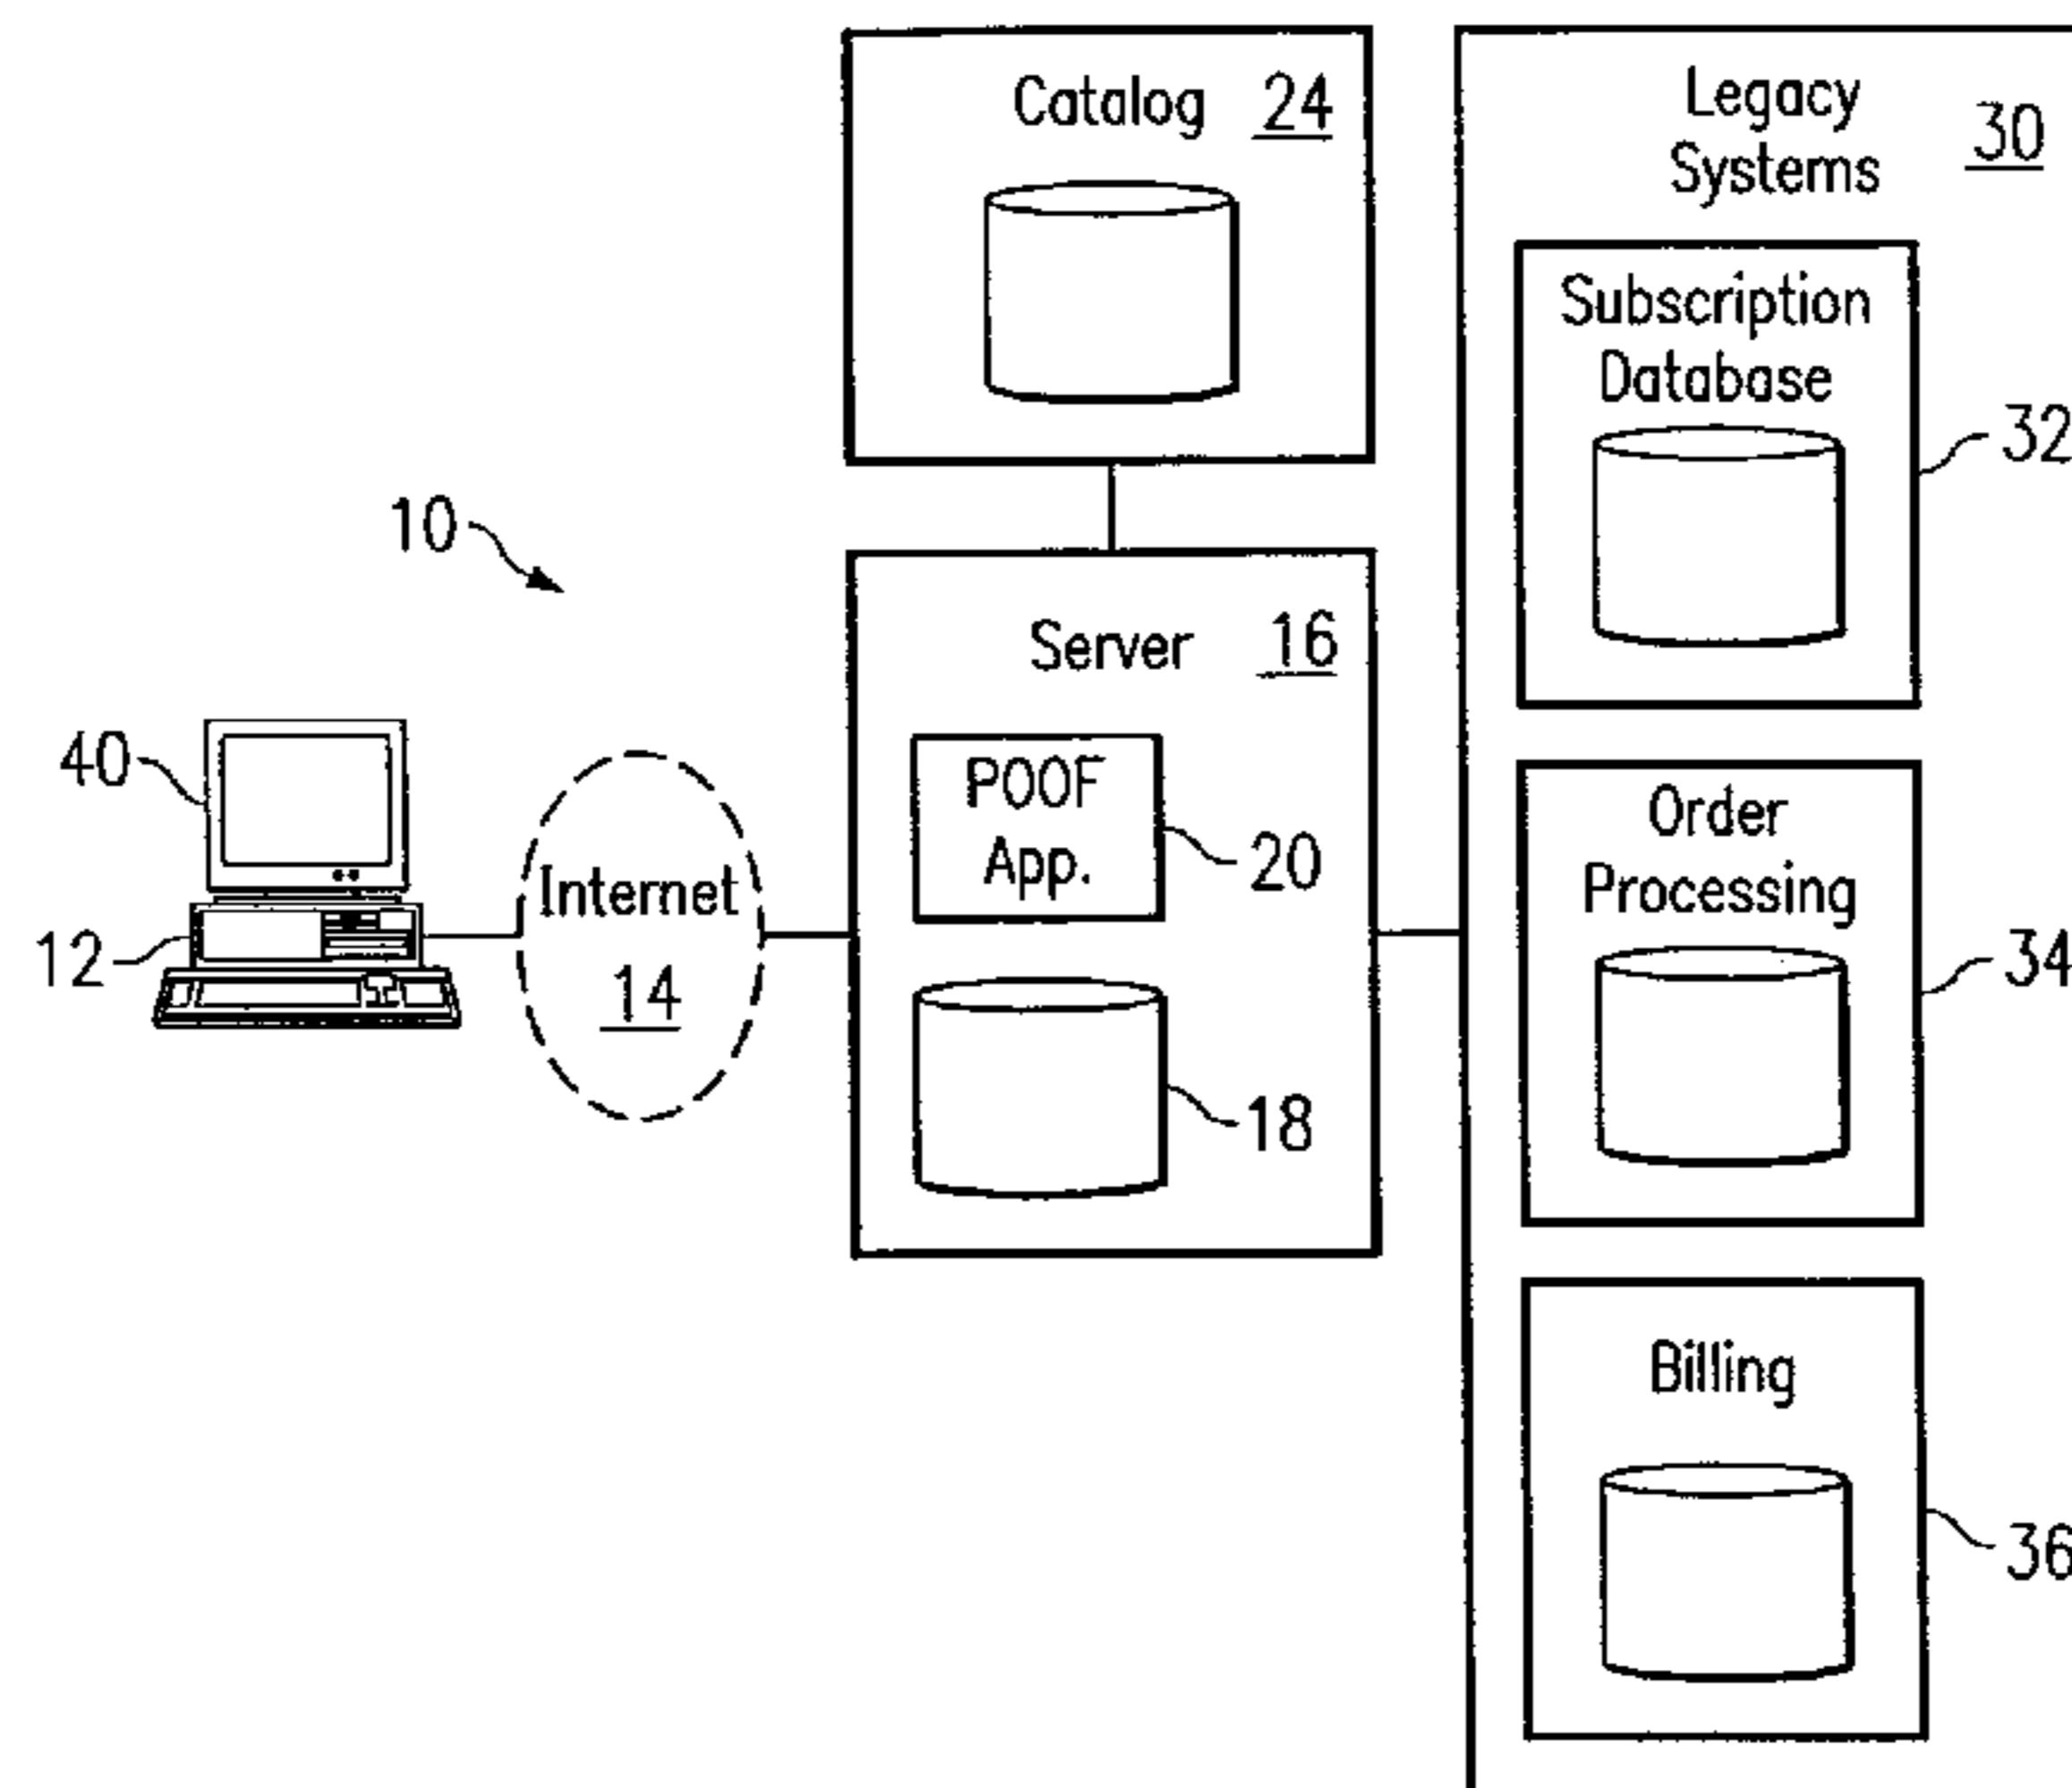 Catalog 24
Legacy
Systems 30
Subscription
Database
32
10
Server 16
40
POOF
App.
20
Order
Processing
34
Internet
14
12
18
Billing
36